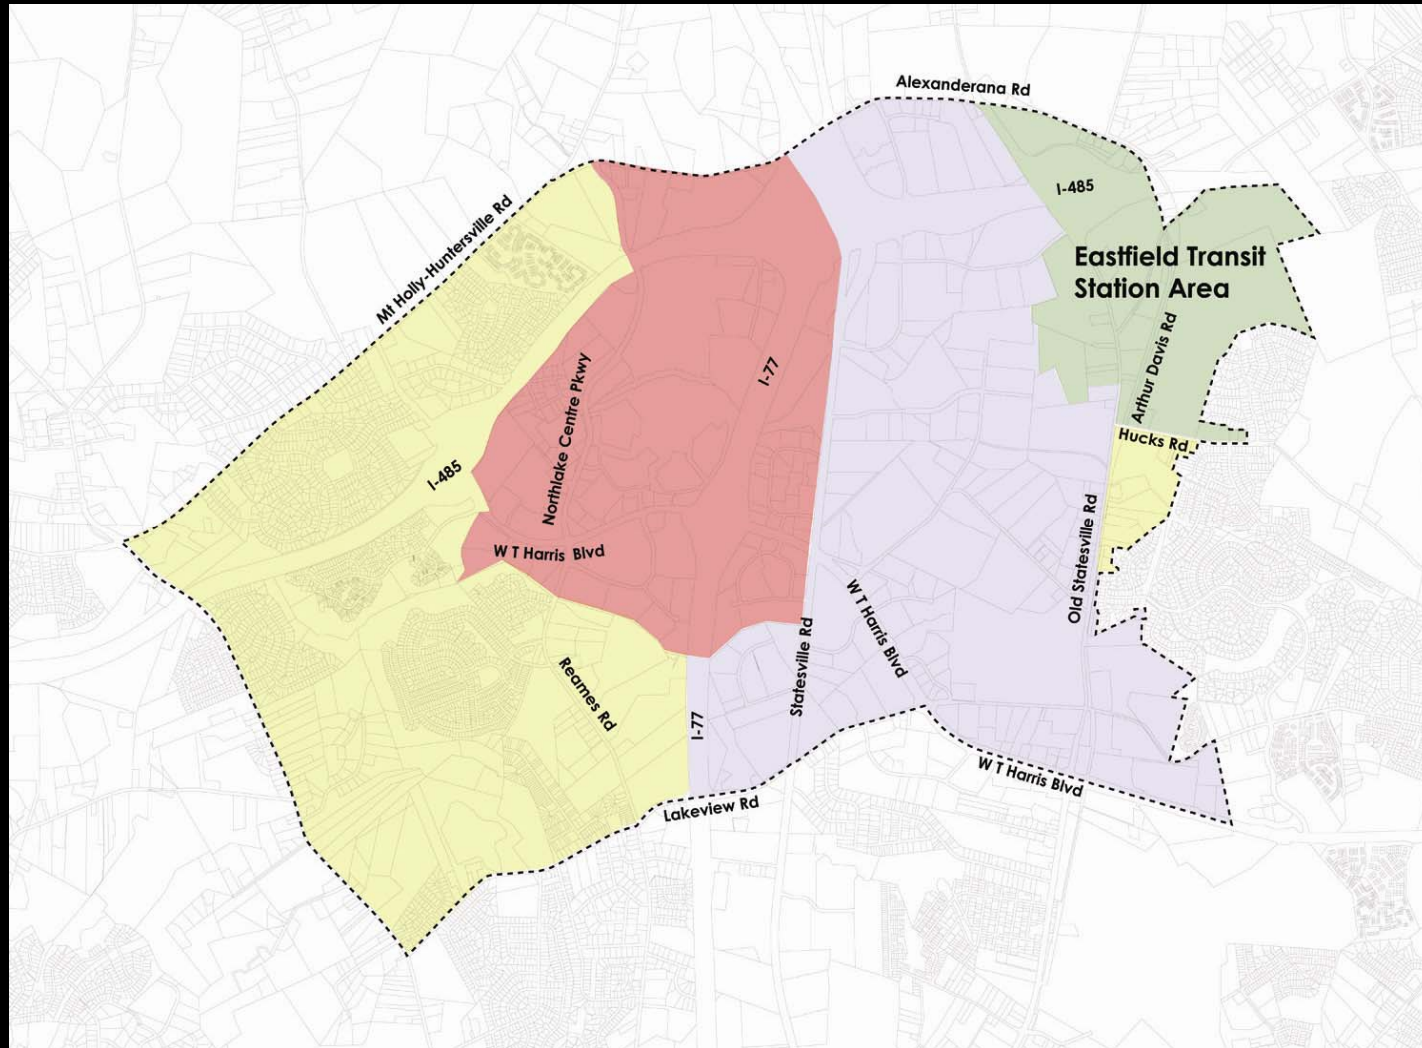 Alexanderana Rd
I-485
Mt Holly-Huntersville Rd
Eastfield Transit
Station Area
Arthur Davis Rd
I-77
Northlake Centre Pkwy
Hucks Rd
I-485
W T Harris Blvd
Old Statesville Rd
W T Harris Blvd
Statesville Rd
Reames Rd
I-77
W T Harris Blvd
Lakeview Rd